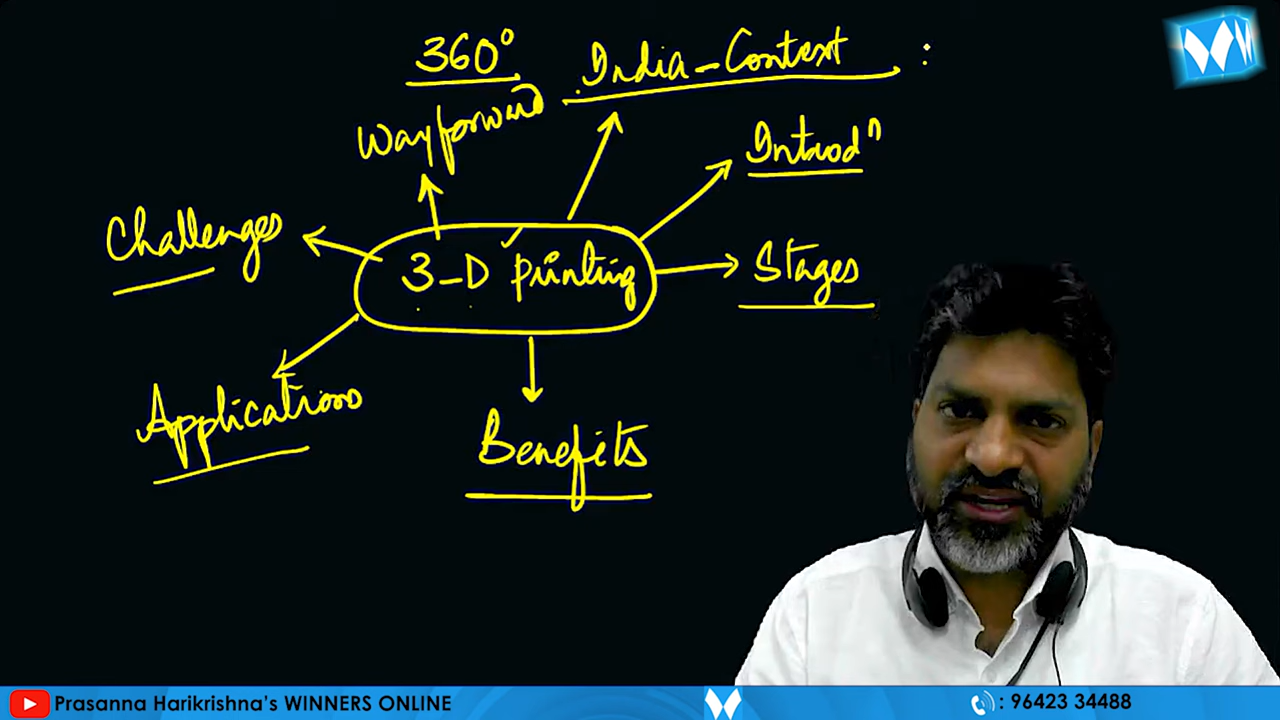 360°
India-Context :
Wayforward
Introdⁿ
Challenges
3-D Printing
Stages
Applications
Benefits
Prasanna Harikrishna's WINNERS ONLINE
: 96423 34488